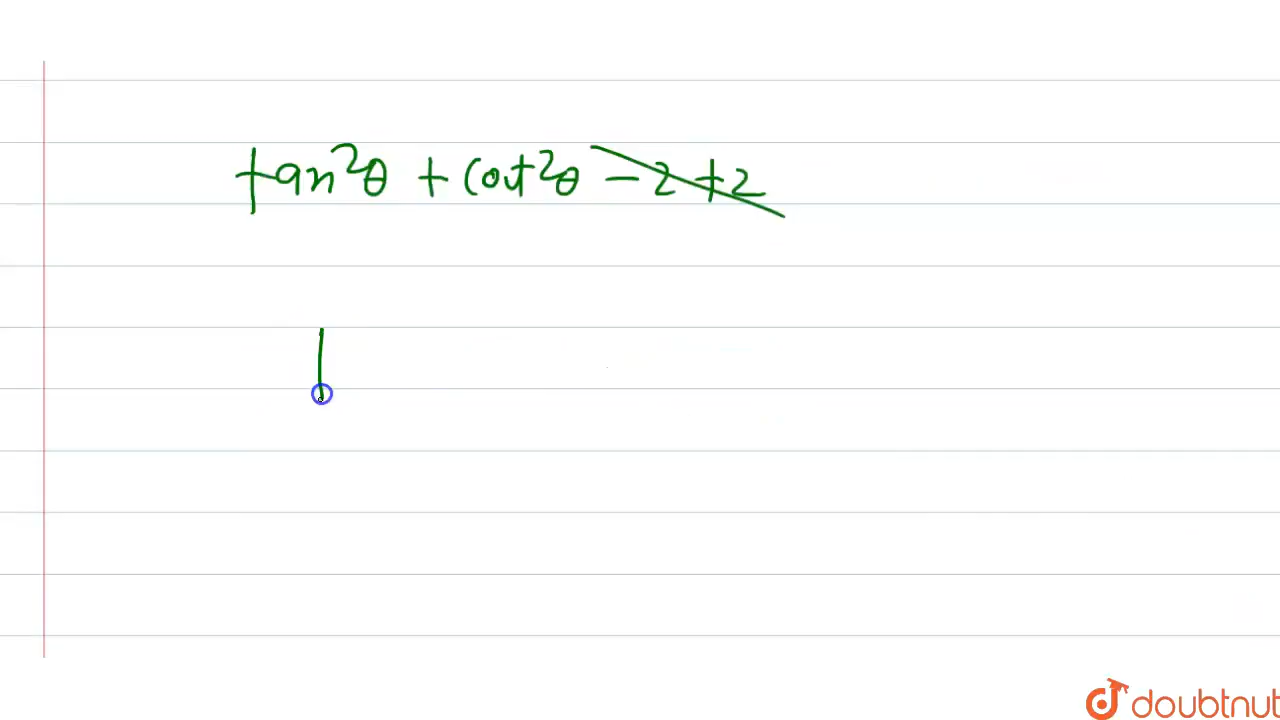 tan²θ + cot²θ - 2 + 2
doubtnut